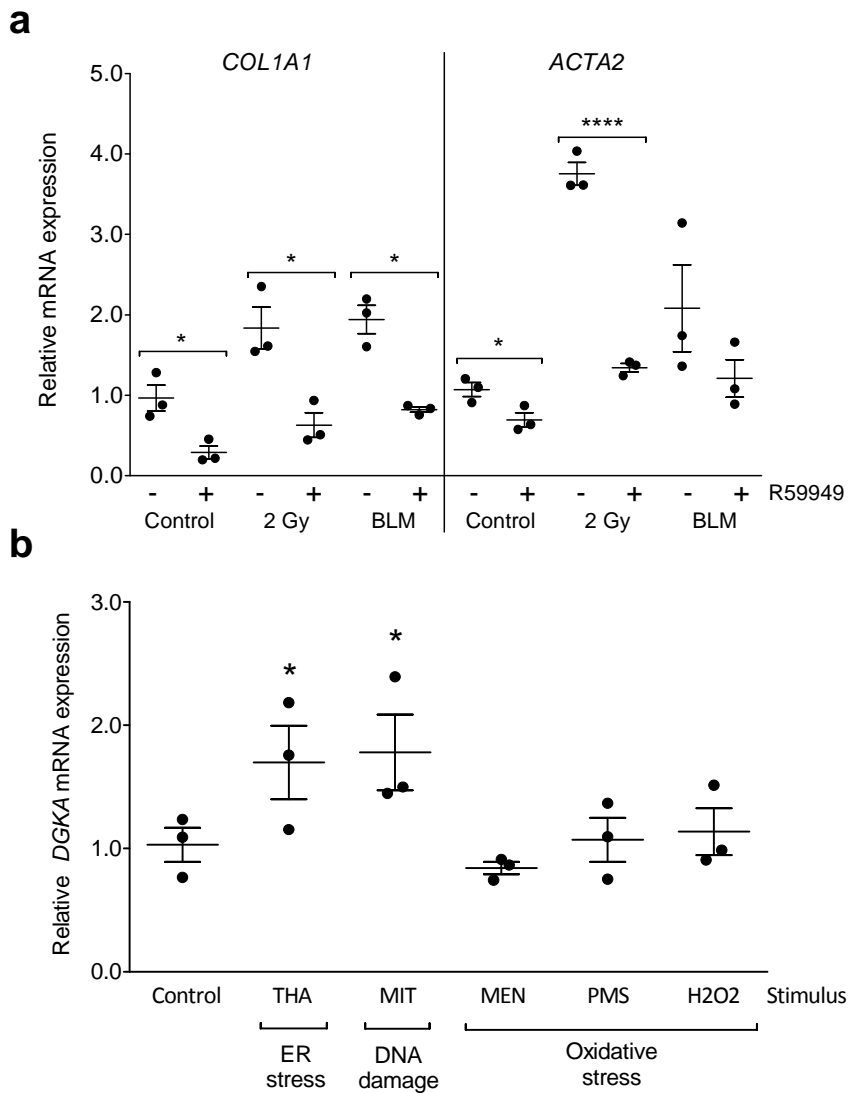 a
COL1A1 ACTA2
Relative mRNA expression
5.0
4.0
3.0
2.0
1.0
0.0
* * * * ****
- + - + - + - + - + - + R59949
Control 2 Gy BLM Control 2 Gy BLM
b
Relative DGKA mRNA expression
3.0
2.0
1.0
0.0
* *
Control THA MIT MEN PMS H2O2 Stimulus
ER stress
DNA damage
Oxidative stress